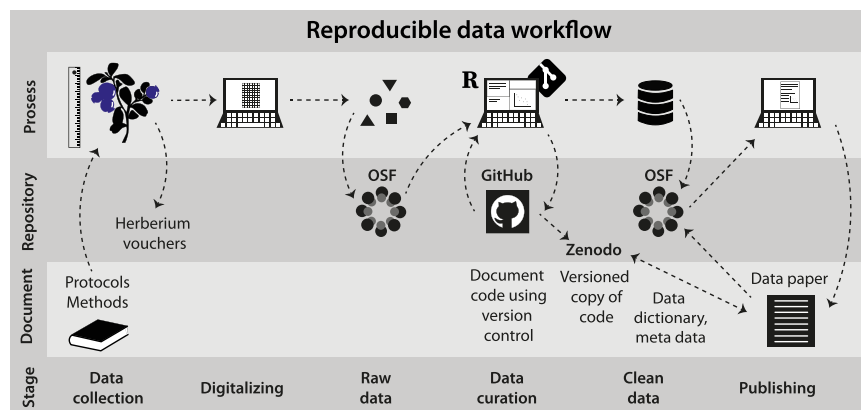 Reproducible data workflow
Prosess
R
Repository
OSF
GitHub
OSF
Herberium
vouchers
Zenodo
Document
Protocols
Methods
Document
code using
version
control
Versioned
copy of
code
Data
dictionary,
meta data
Data paper
Stage
Data
collection
Digitalizing
Raw
data
Data
curation
Clean
data
Publishing